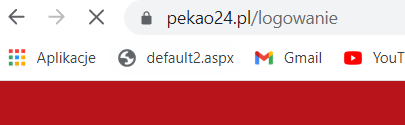 pekao24.pl/logowanie
Aplikacje default2.aspx Gmail YouT